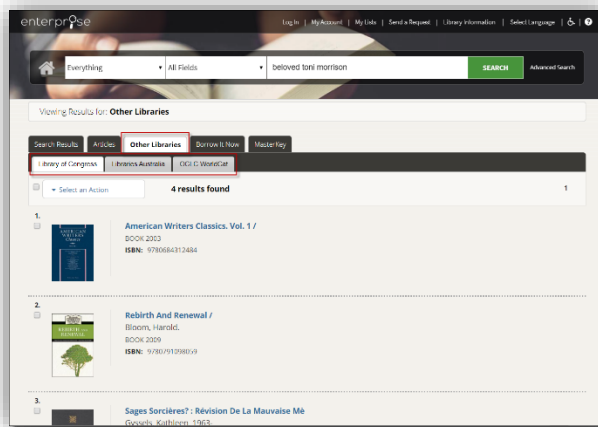 enterprise
Log In | My Account | My Lists | Send a Request | Library Information | Select Language
Everything
All Fields
beloved toni morrison
SEARCH
Advanced Search
Viewing Results for: Other Libraries
Search Results
Articles
Other Libraries
Borrow It Now
MasterKey
Library of Congress
Libraries Australia
OCLC WorldCat
Select an Action
4 results found
1
1.
American Writers Classics. Vol. 1 /
BOOK 2003
ISBN: 9780684312484
2.
Rebirth And Renewal /
Bloom, Harold.
BOOK 2009
ISBN: 9780791098059
3.
Sages Sorcières? : Révision De La Mauvaise Mè
Gyssels, Kathleen, 1963-